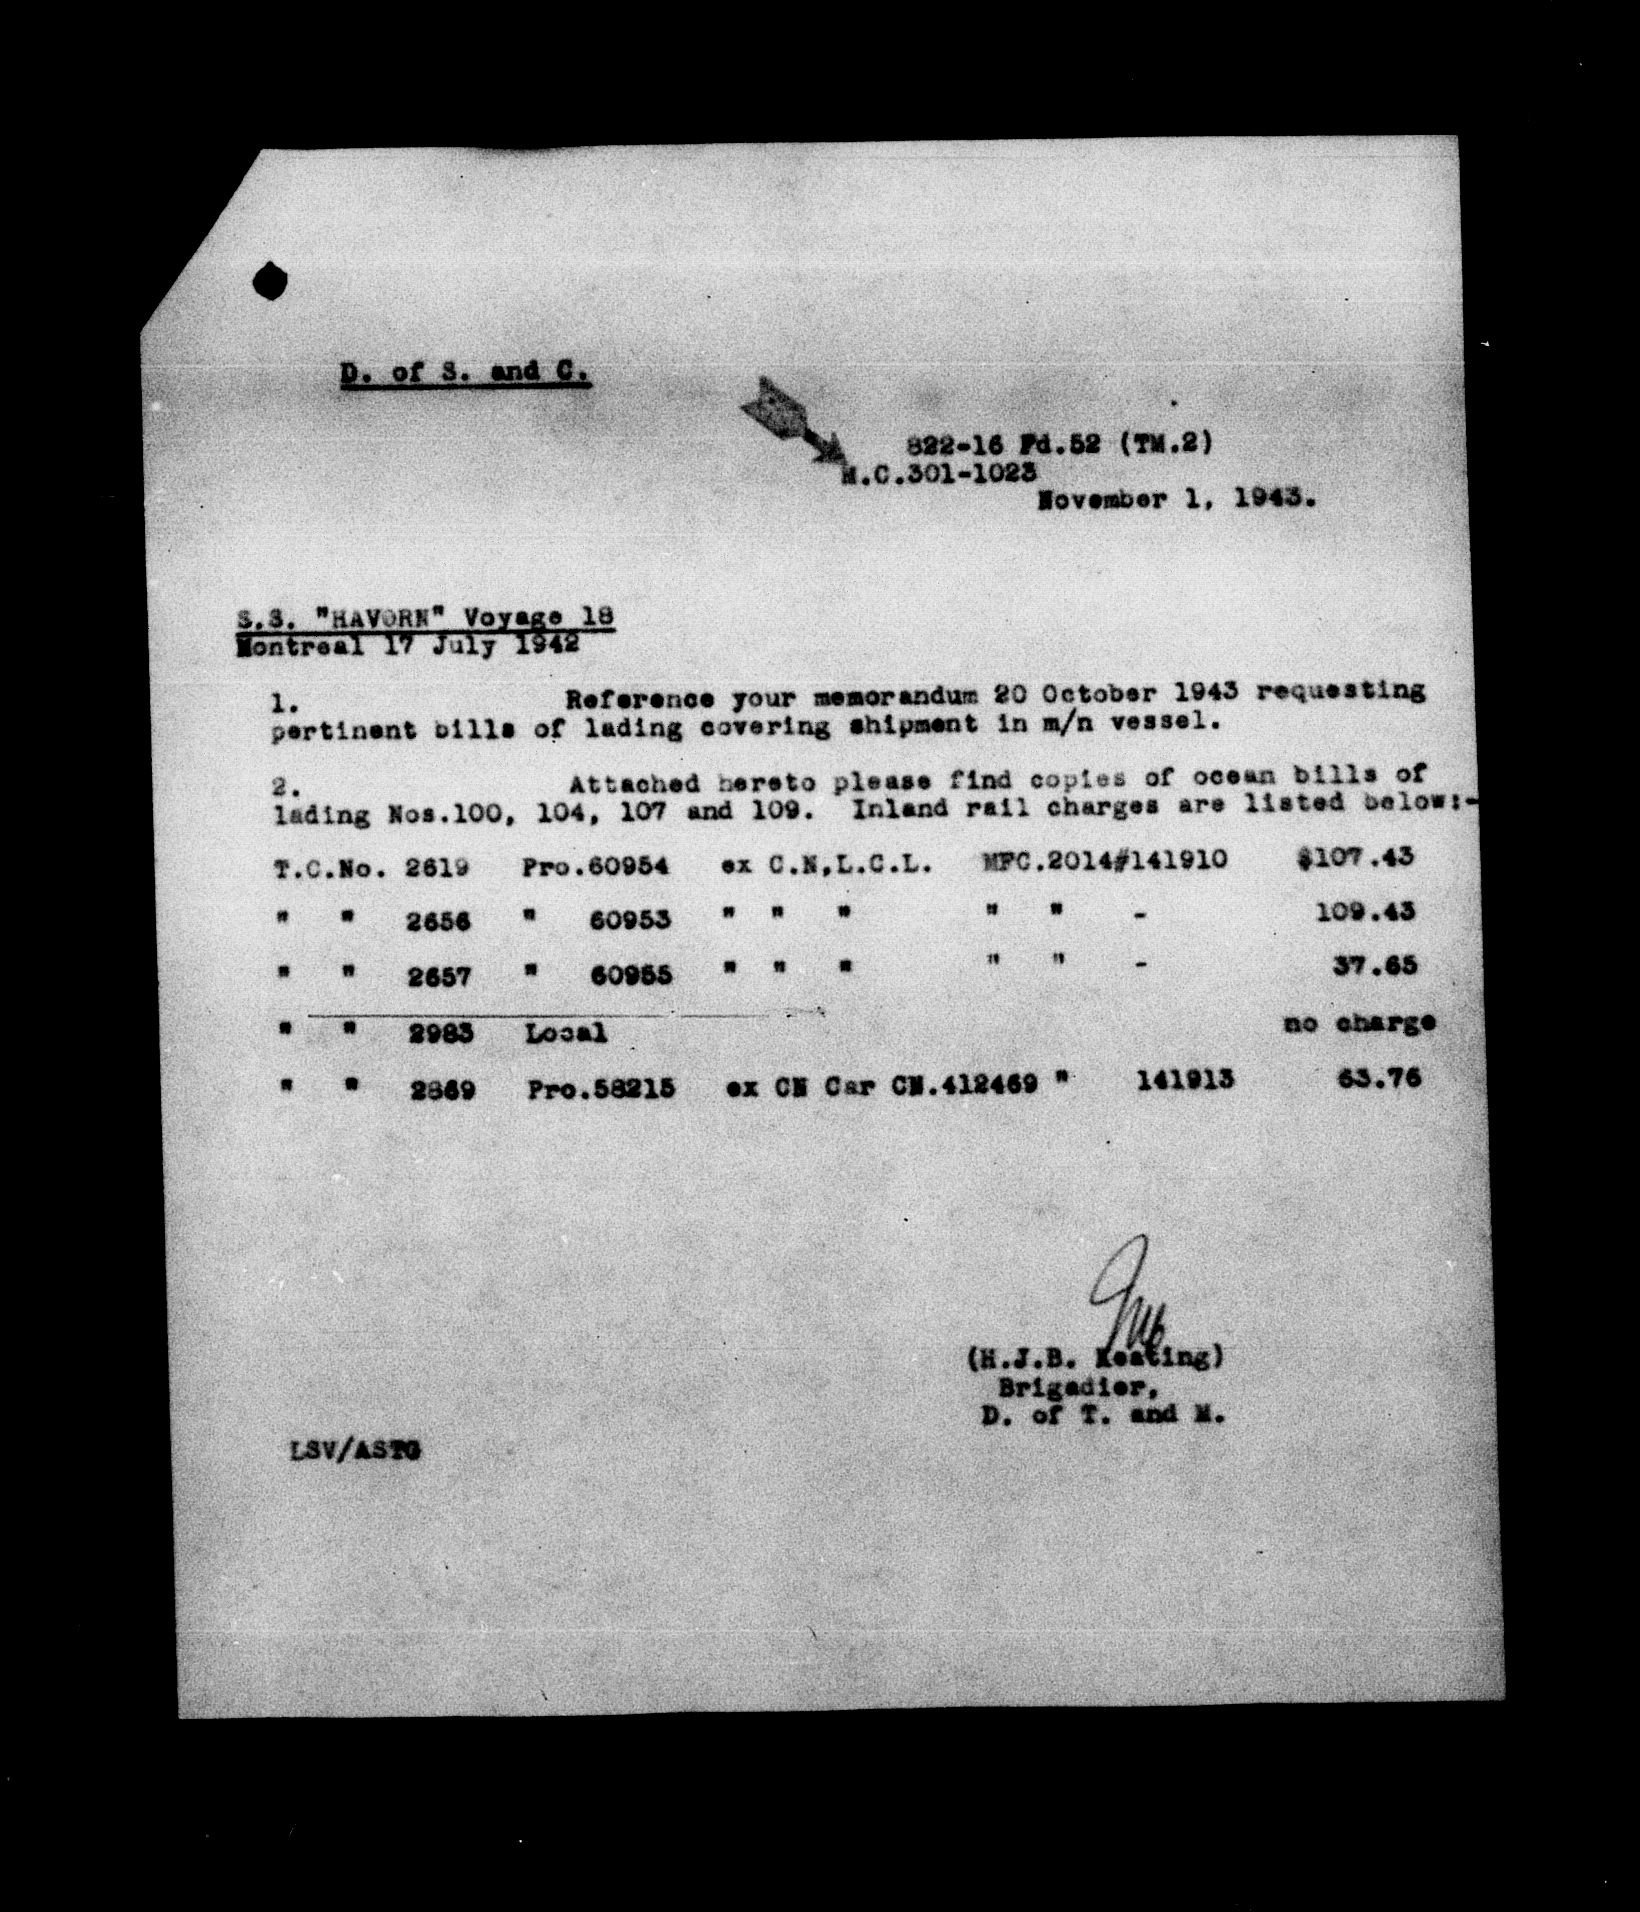 D. of S. and C.
822-16 Fd.52 (TM.2)
M.C.301-1023
November 1, 1943.
S.S. "HAVORN" Voyage 18
Montreal 17 July 1942
1. Reference your memorandum 20 October 1943 requesting
pertinent bills of lading covering shipment in m/n vessel.
2. Attached hereto please find copies of ocean bills of
lading Nos.100, 104, 107 and 109. Inland rail charges are listed below:-
T.C.No. 2619 Pro.60954 ex C.N,L.C.L. MFC.2014#141910 $107.43
" " 2656 " 60953 " " " " " - 109.43
" " 2657 " 60955 " " " " " - 37.65
" " 2983 Local no charge
" " 2869 Pro.58215 ex CN Car CN.412469 " 141913 63.76
(H.J.B. Keating)
Brigadier,
D. of T. and M.
LSV/ASTG